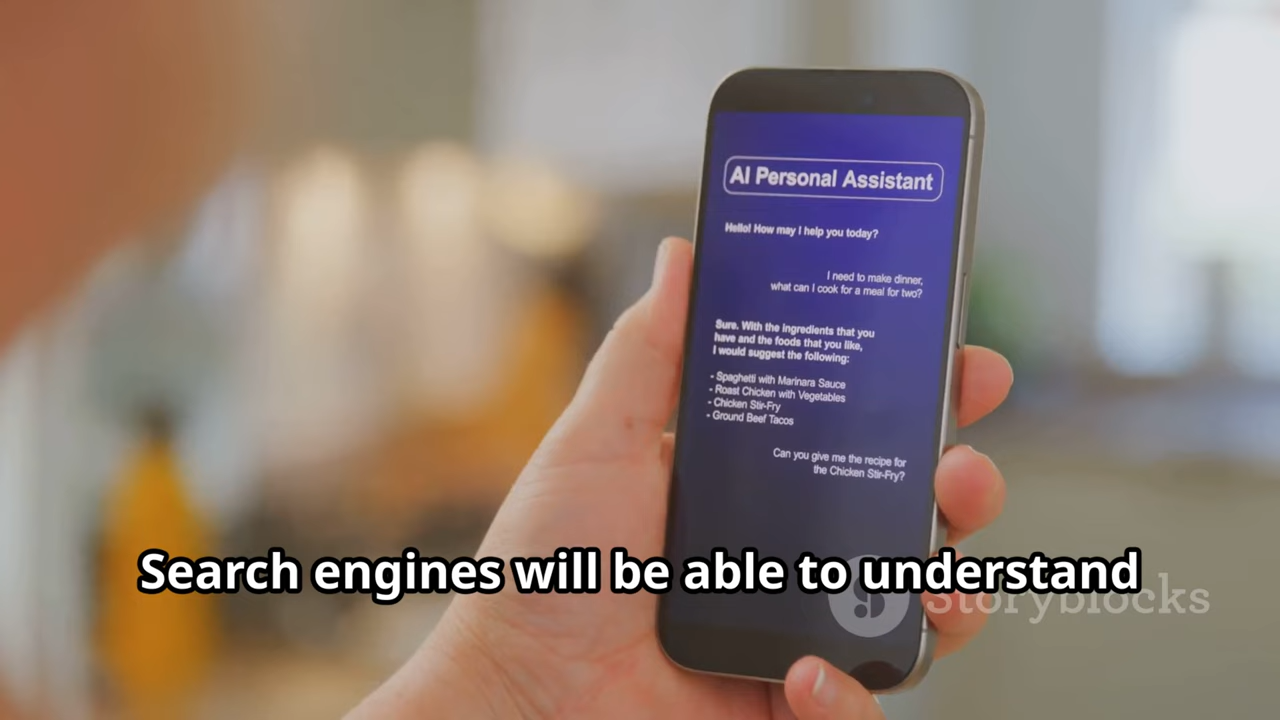 AI Personal Assistant
Hello! How may I help you today?
I need to make dinner,
what can I cook for a meal for two?
Sure. With the ingredients that you
have and the foods that you like,
I would suggest the following:
- Spaghetti with Marinara Sauce
- Roast Chicken with Vegetables
- Chicken Stir-Fry
- Ground Beef Tacos
Can you give me the recipe for
the Chicken Stir-Fry?
Search engines will be able to understand
Storyblocks